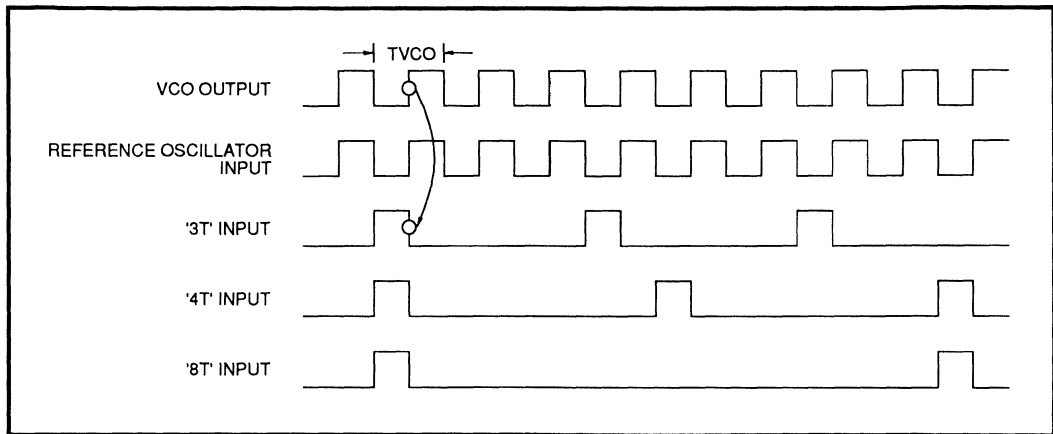 TVCO
VCO OUTPUT
REFERENCE OSCILLATOR
INPUT
'3T' INPUT
'4T' INPUT
'8T' INPUT